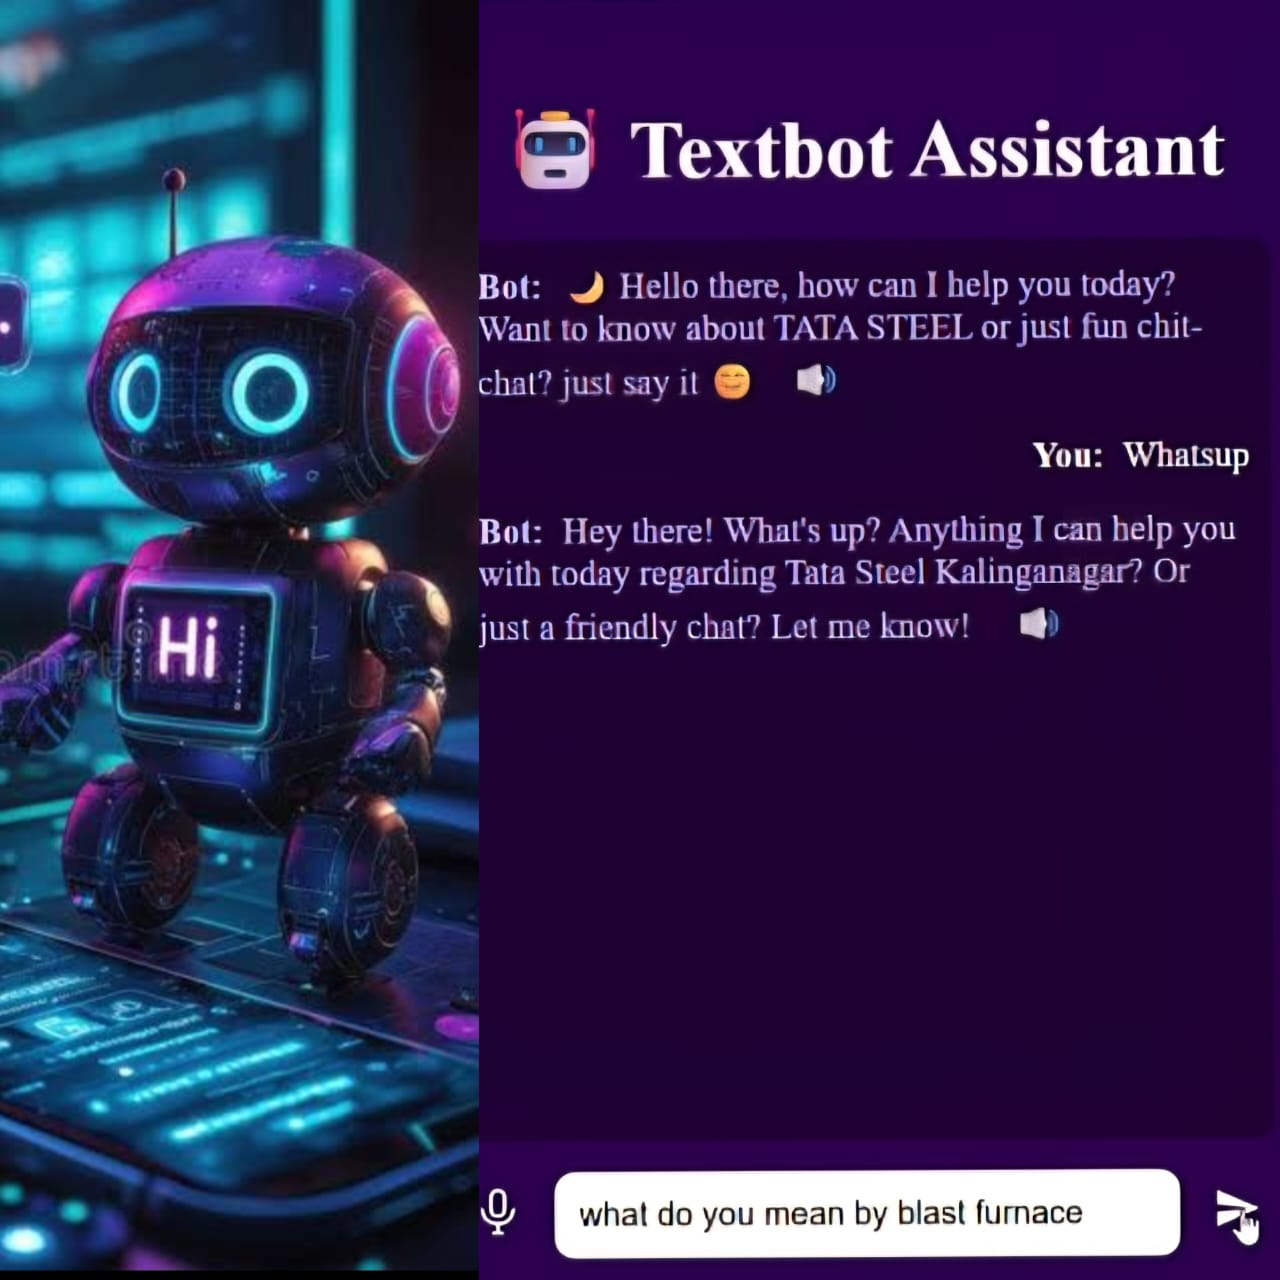 Textbot Assistant
Bot: 🌙 Hello there, how can I help you today?
Want to know about TATA STEEL or just fun chit-
chat? just say it 😊
You: Whatsup
Bot: Hey there! What's up? Anything I can help you
with today regarding Tata Steel Kalinganagar? Or
just a friendly chat? Let me know!
Hi
what do you mean by blast furnace